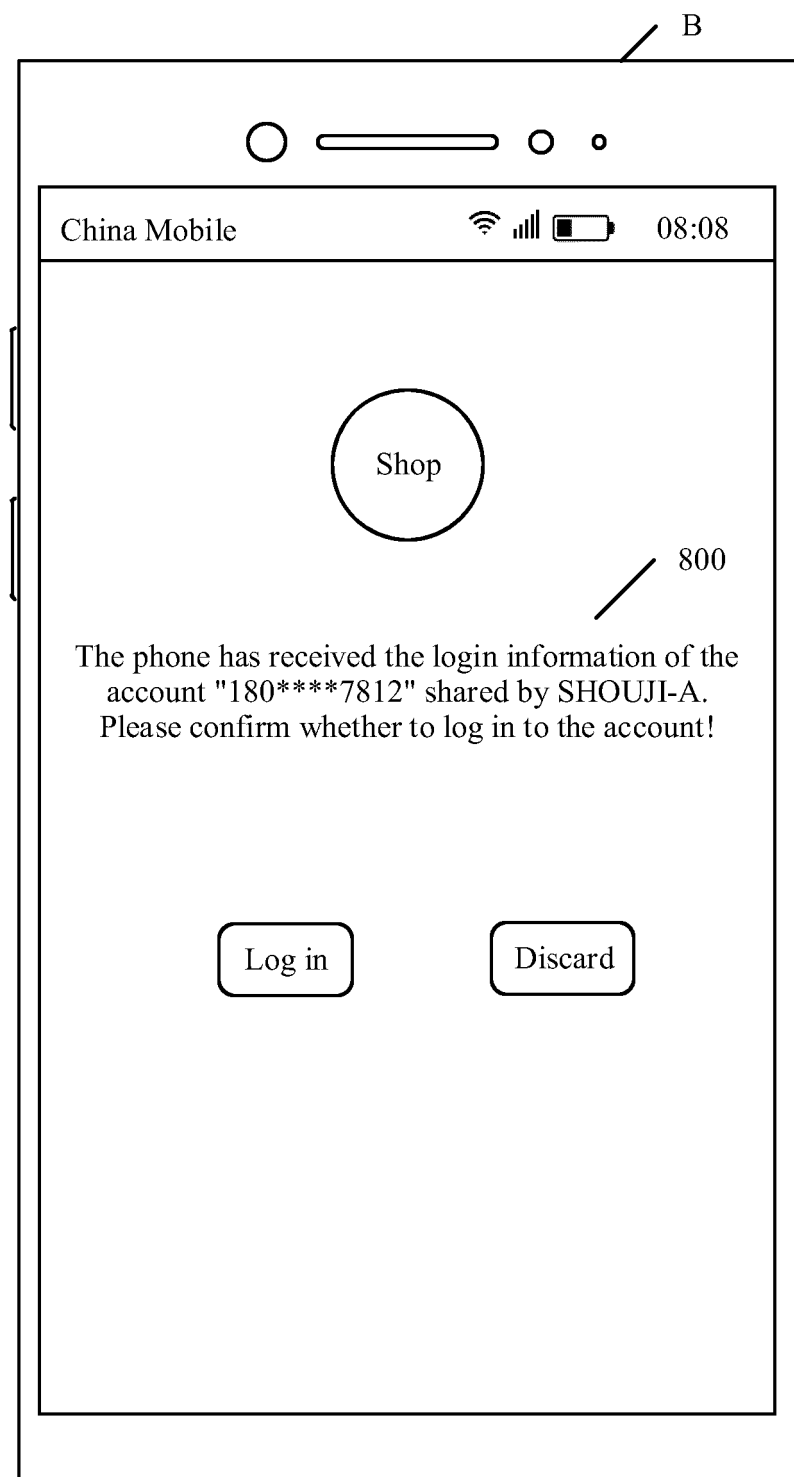 B
China Mobile 08:08
Shop
800
The phone has received the login information of the
account "180****7812" shared by SHOUJI-A.
Please confirm whether to log in to the account!
Log in Discard